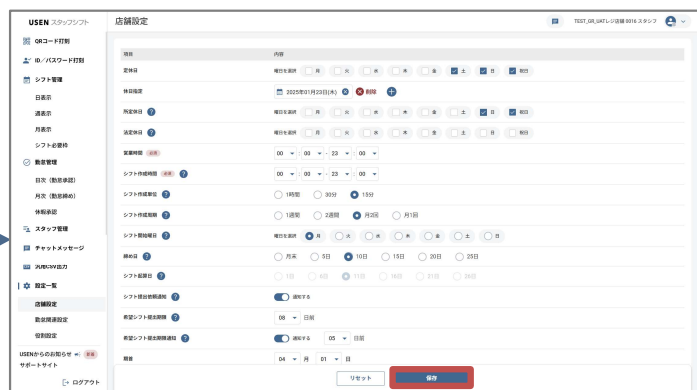 USEN スタッフシフト
店舗設定
TEST_GR_UATレジ店舗0016 スタシフ
QRコード打刻
ID／パスワード打刻
シフト管理
日表示
週表示
月表示
シフト必要枠
勤怠管理
日次（勤怠承認）
月次（勤怠締め）
休暇承認
スタッフ管理
チャットメッセージ
汎用CSV出力
設定一覧
店舗設定
勤怠関連設定
役割設定
USENからのお知らせ 新着
サポートサイト
ログアウト
項目 内容
定休日 曜日を選択 月 火 水 木 金 土 日 祝日
休日指定 2025年01月23日(木) 削除
所定休日 ? 曜日を選択 月 火 水 木 金 土 日 祝日
法定休日 ? 曜日を選択 月 火 水 木 金 土 日 祝日
営業時間 必須 00 : 00 - 23 : 00
シフト作成時間 必須 ? 00 : 00 - 23 : 00
シフト作成単位 ? 1時間 30分 15分
シフト作成周期 ? 1週間 2週間 月2回 月1回
シフト開始曜日 ? 曜日を選択 月 火 水 木 金 土 日
締め日 ? 月末 5日 10日 15日 20日 25日
シフト起算日 ? 1日 6日 11日 16日 21日 26日
シフト提出依頼通知 ? 通知する
希望シフト提出期限 ? 08 日前
希望シフト提出期限通知 ? 通知する 05 日前
期首 04 月 01 日
リセット 保存